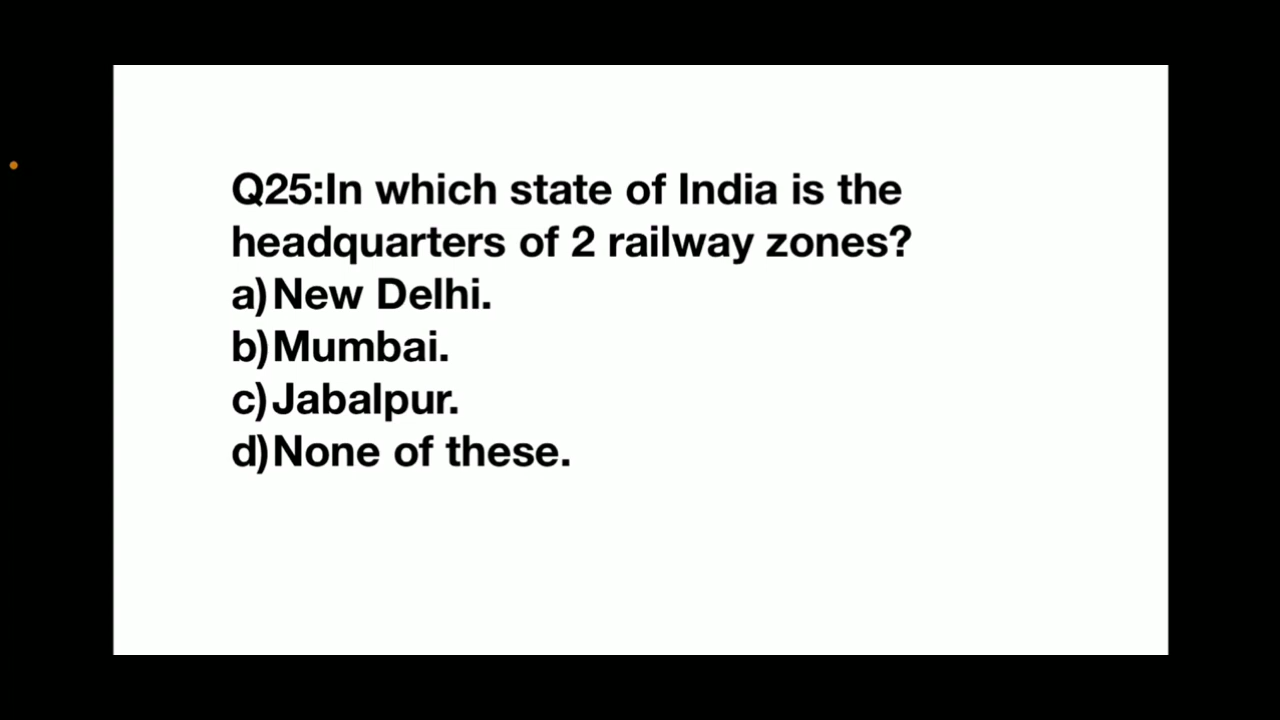 Q25:In which state of India is the
headquarters of 2 railway zones?
a)New Delhi.
b)Mumbai.
c)Jabalpur.
d)None of these.